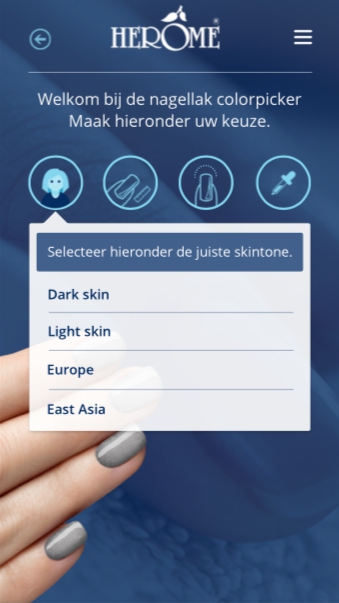 HERÔME®
Welkom bij de nagellak colorpicker
Maak hieronder uw keuze.
Selecteer hieronder de juiste skintone.
Dark skin
Light skin
Europe
East Asia